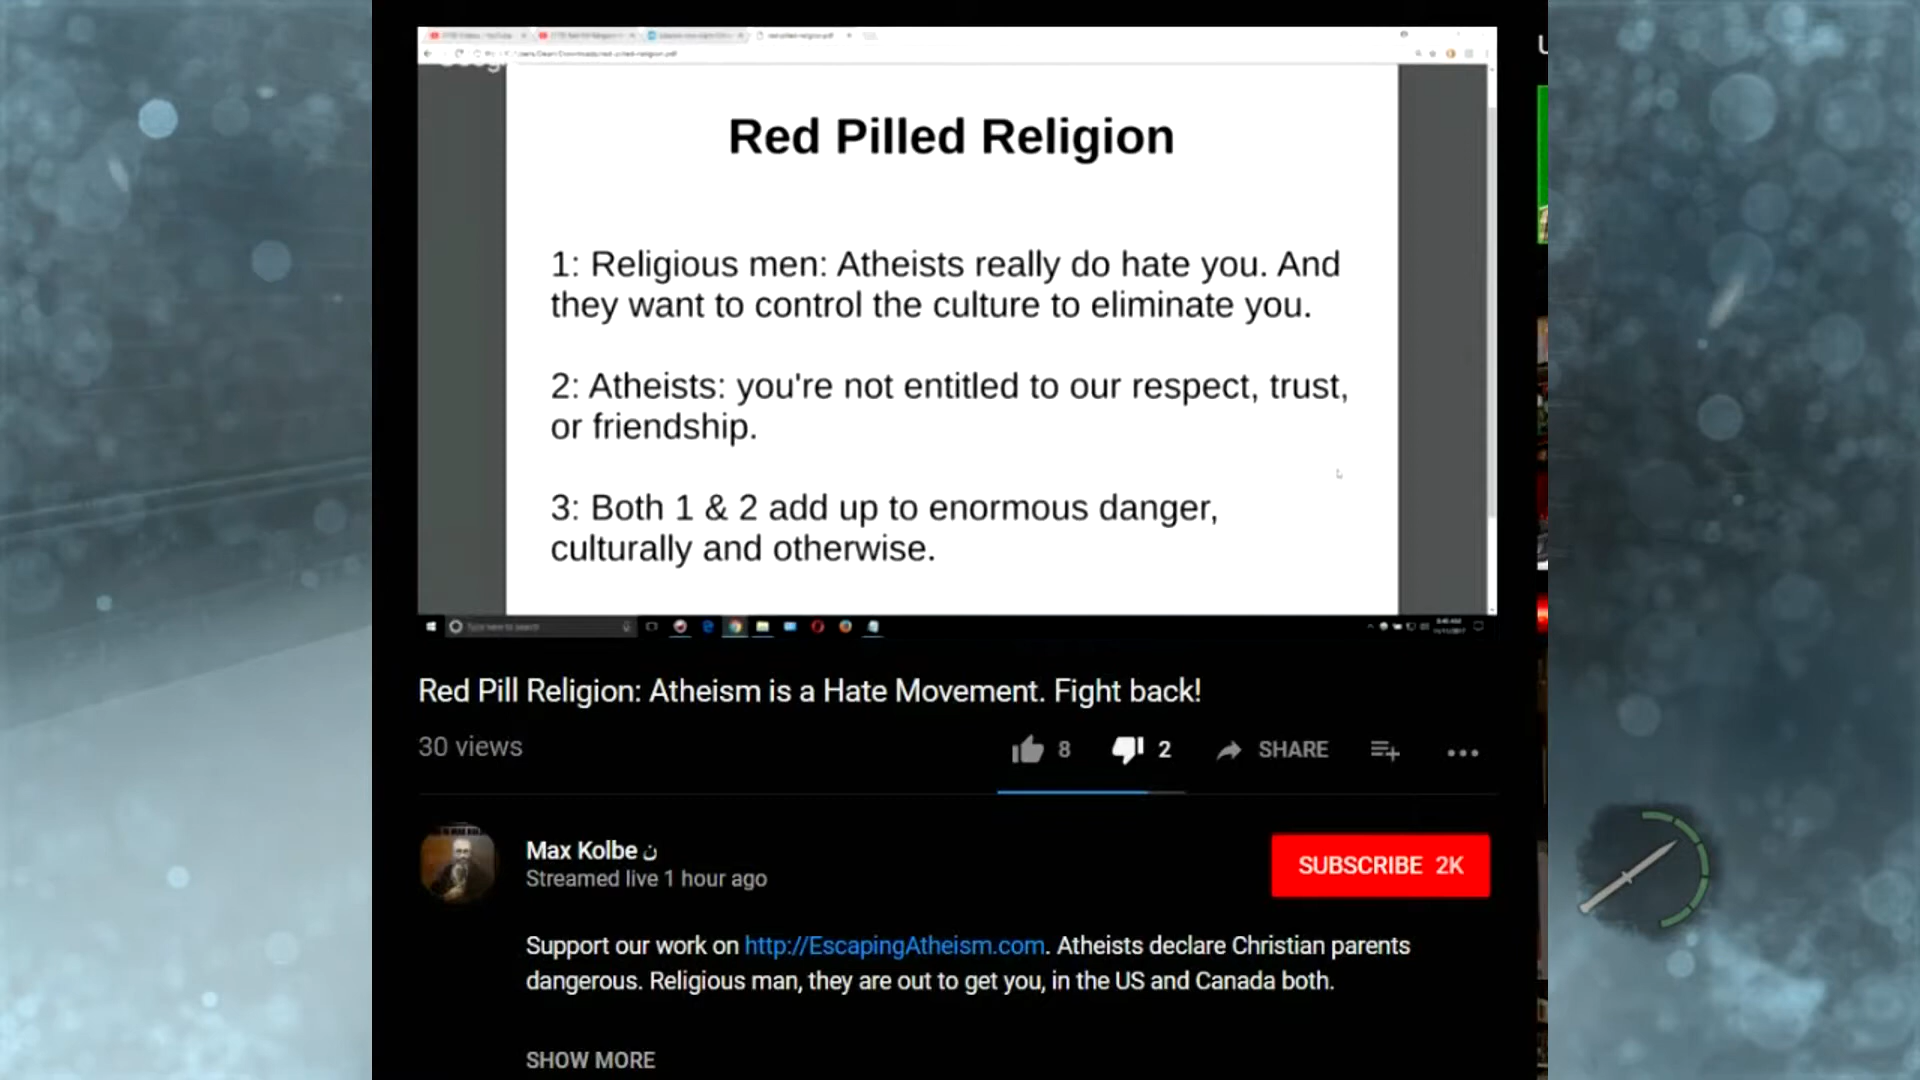 Red Pilled Religion
1: Religious men: Atheists really do hate you. And
they want to control the culture to eliminate you.
2: Atheists: you're not entitled to our respect, trust,
or friendship.
3: Both 1 & 2 add up to enormous danger,
culturally and otherwise.
Type here to search
Red Pill Religion: Atheism is a Hate Movement. Fight back!
30 views
8
2
SHARE
Max Kolbe ن
Streamed live 1 hour ago
SUBSCRIBE 2K
Support our work on http://EscapingAtheism.com. Atheists declare Christian parents
dangerous. Religious man, they are out to get you, in the US and Canada both.
SHOW MORE